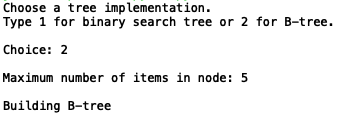 Choose a tree implementation.
Type 1 for binary search tree or 2 for B-tree.
Choice: 2
Maximum number of items in node: 5
Building B-tree